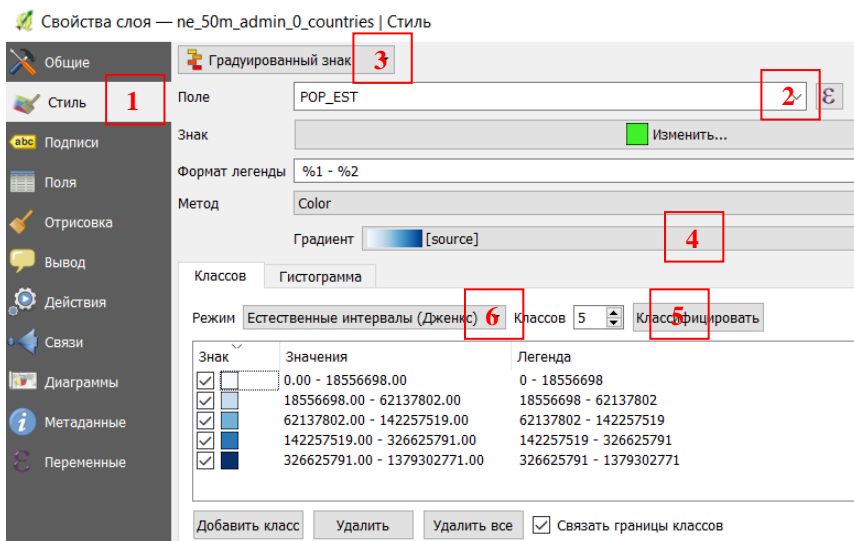 Свойства слоя — ne_50m_admin_0_countries | Стиль
Общие
Стиль 1
abc Подписи
Поля
Отрисовка
Вывод
Действия
Связи
Диаграммы
Метаданные
Переменные
Градуированный знак 3
Поле POP_EST 2 ε
Знак Изменить...
Формат легенды %1 - %2
Метод Color
Градиент [source] 4
Классов Гистограмма
Режим Естественные интервалы (Дженкс) 6 Классов 5 Классифицировать 5
Знак Значения Легенда
0.00 - 18556698.00 0 - 18556698
18556698.00 - 62137802.00 18556698 - 62137802
62137802.00 - 142257519.00 62137802 - 142257519
142257519.00 - 326625791.00 142257519 - 326625791
326625791.00 - 1379302771.00 326625791 - 1379302771
Добавить класс Удалить Удалить все Связать границы классов